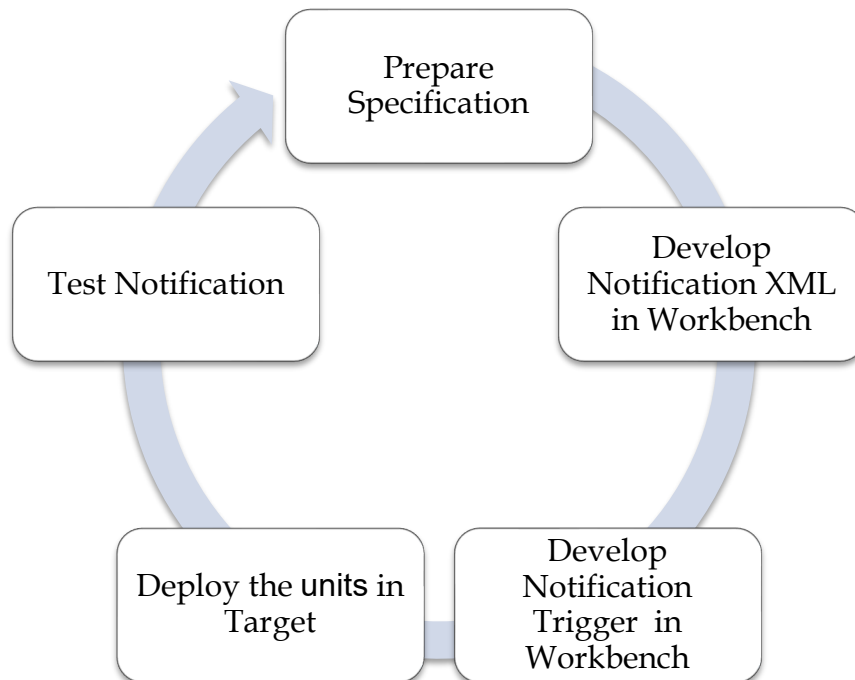 Prepare
Specification
Develop
Notification XML
in Workbench
Develop
Notification
Trigger in
Workbench
Deploy the units in
Target
Test Notification